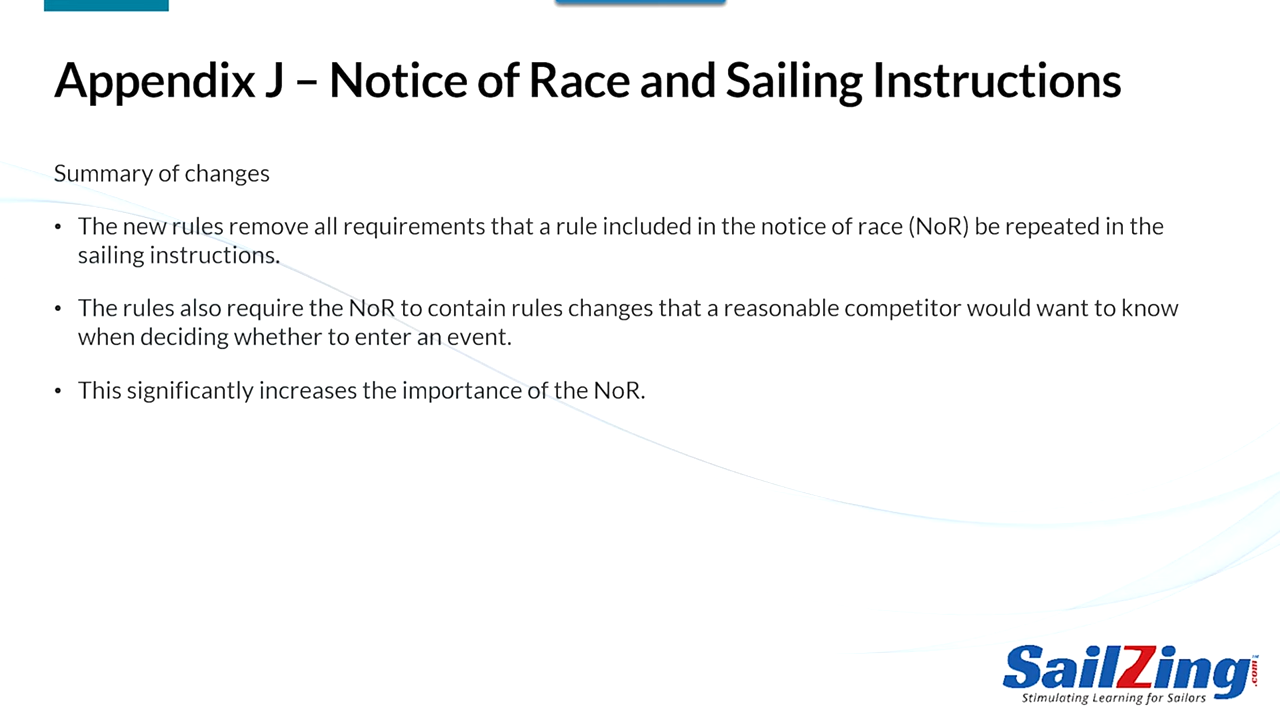 Appendix J – Notice of Race and Sailing Instructions
Summary of changes
• The new rules remove all requirements that a rule included in the notice of race (NoR) be repeated in the
sailing instructions.
• The rules also require the NoR to contain rules changes that a reasonable competitor would want to know
when deciding whether to enter an event.
• This significantly increases the importance of the NoR.
SailZing.com
Stimulating Learning for Sailors